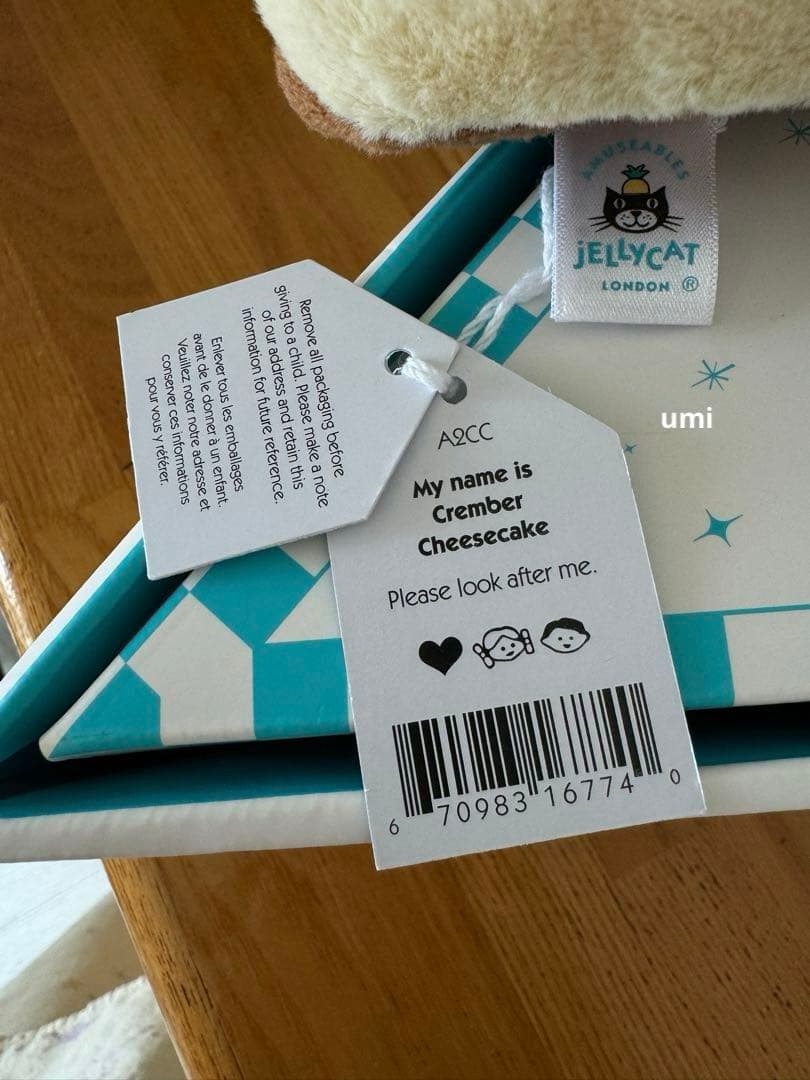 AMUSEABLES
JELLYCAT
LONDON ®
Remove all packaging before
giving to a child. Please make a note
of our address and retain this
information for future reference.
Enlever tous les emballages
avant de le donner à un enfant.
Veuillez noter notre adresse et
conserver ces informations
pour vous y référer.
umi
A2CC
My name is
Crember
Cheesecake
Please look after me.
6 70983 16774 0